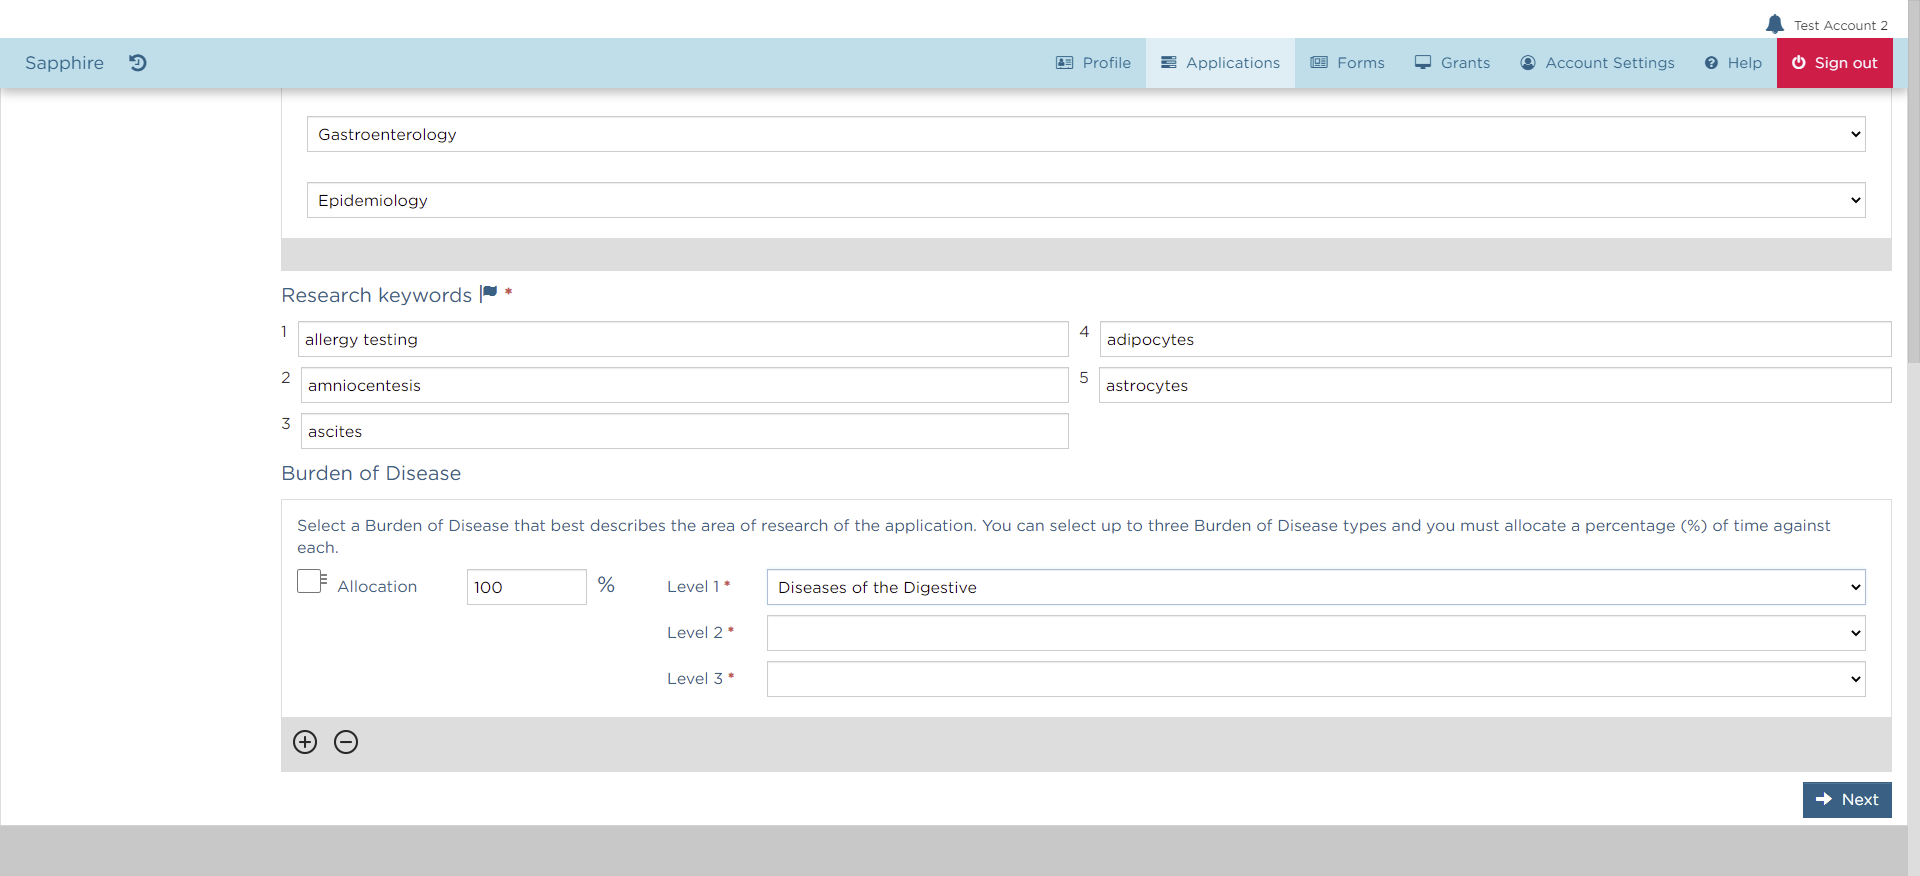 Test Account 2
Sapphire Profile Applications Forms Grants Account Settings Help Sign out
Gastroenterology
Epidemiology
Research keywords *
1 allergy testing 4 adipocytes
2 amniocentesis 5 astrocytes
3 ascites
Burden of Disease
Select a Burden of Disease that best describes the area of research of the application. You can select up to three Burden of Disease types and you must allocate a percentage (%) of time against
each.
Allocation 100 % Level 1 * Diseases of the Digestive
Level 2 *
Level 3 *
Next